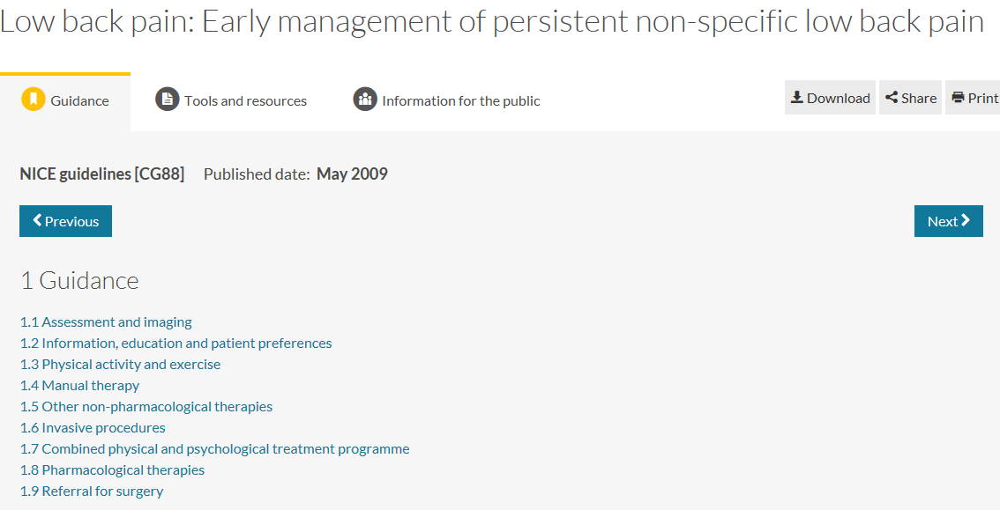 Low back pain: Early management of persistent non-specific low back pain
Guidance
Tools and resources
Information for the public
Download
Share
Print
NICE guidelines [CG88] Published date: May 2009
Previous
Next
1 Guidance
1.1 Assessment and imaging
1.2 Information, education and patient preferences
1.3 Physical activity and exercise
1.4 Manual therapy
1.5 Other non-pharmacological therapies
1.6 Invasive procedures
1.7 Combined physical and psychological treatment programme
1.8 Pharmacological therapies
1.9 Referral for surgery